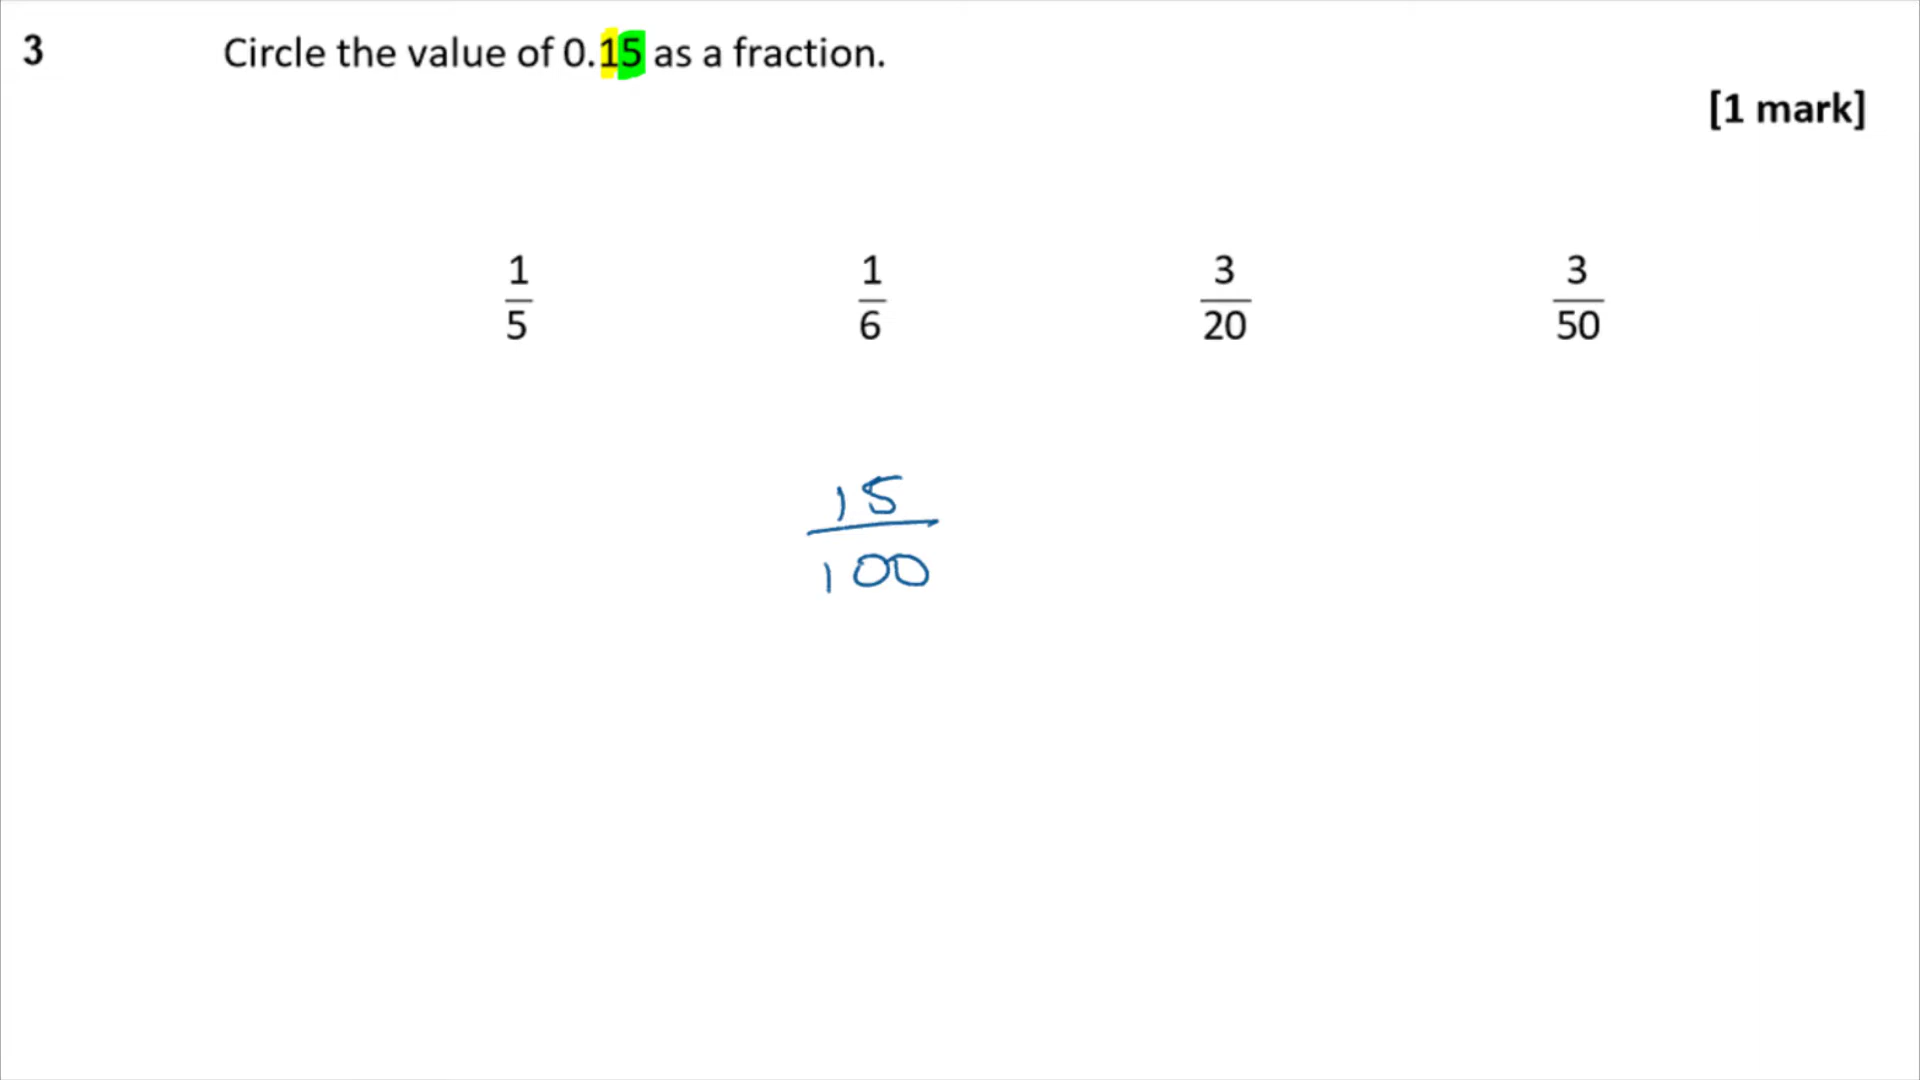 3 Circle the value of 0.15 as a fraction.
[1 mark]
1/5 1/6 3/20 3/50
15/100